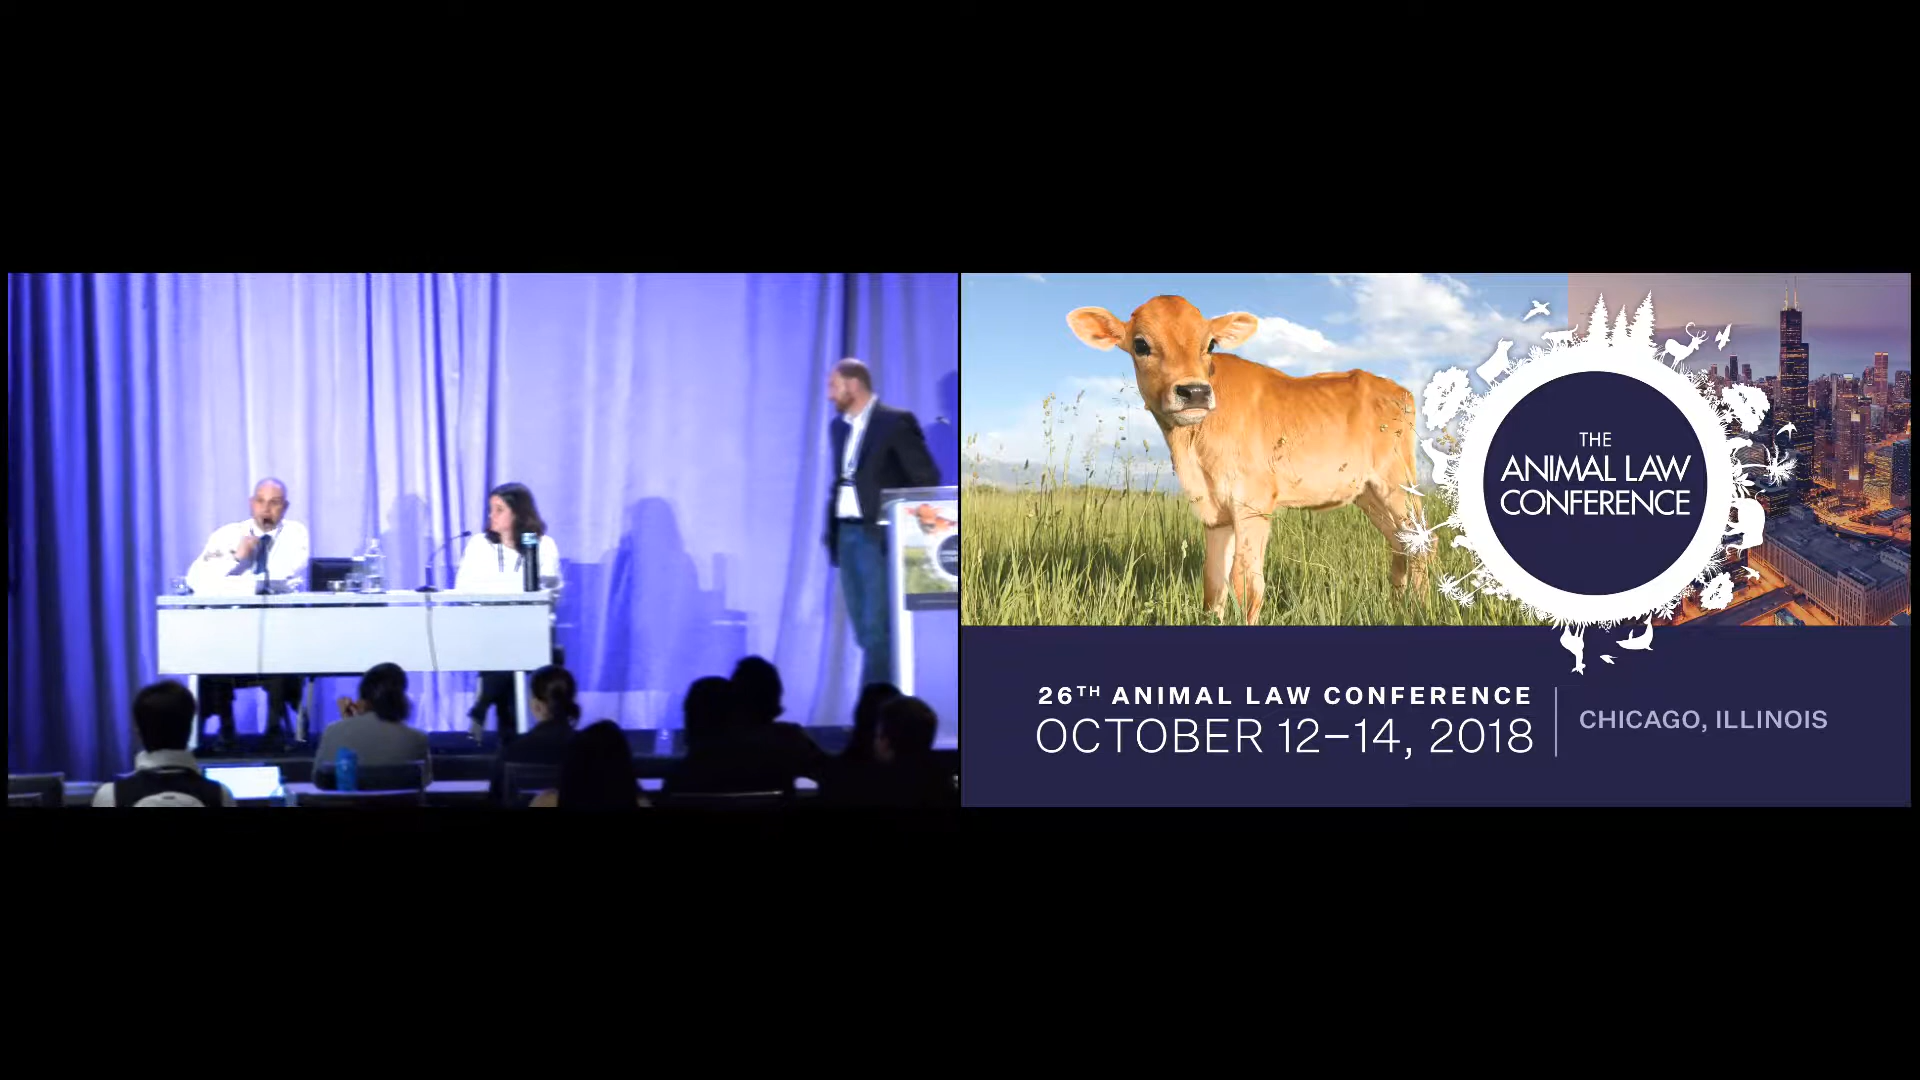 THE
ANIMAL LAW
CONFERENCE
26TH ANIMAL LAW CONFERENCE
OCTOBER 12–14, 2018
CHICAGO, ILLINOIS